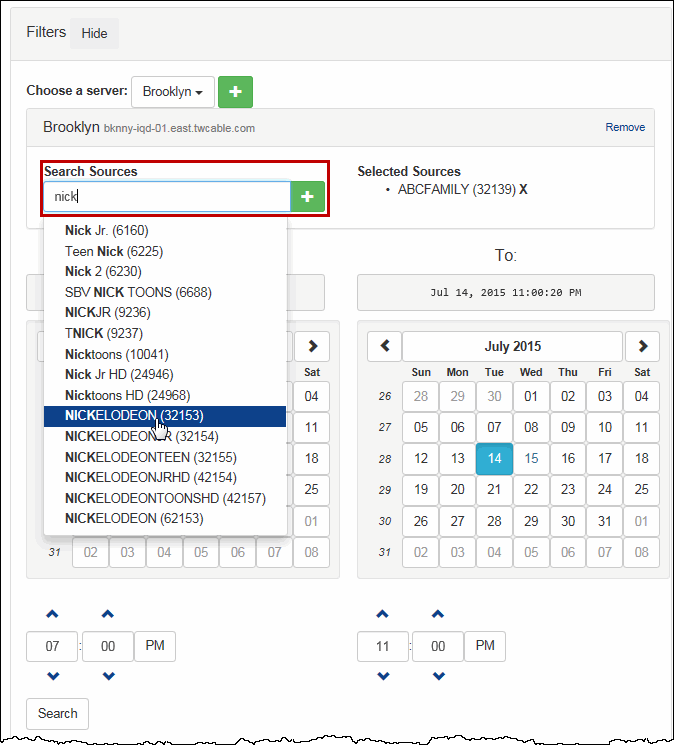 Filters Hide
Choose a server: Brooklyn +
Brooklyn bknny-iqd-01.east.twcable.com Remove
Search Sources
nick +
Selected Sources
• ABCFAMILY (32139) X
Nick Jr. (6160)
Teen Nick (6225)
Nick 2 (6230)
SBV NICK TOONS (6688)
NICKJR (9236)
TNICK (9237)
Nicktoons (10041)
Nick Jr HD (24946)
Nicktoons HD (24968)
NICKELODEON (32153)
NICKELODEONJR (32154)
NICKELODEONTEEN (32155)
NICKELODEONJRHD (42154)
NICKELODEONTOONSHD (42157)
NICKELODEON (62153)
Sat
04
11
18
25
01
31 02 03 04 05 06 07 08
07 : 00 PM
To:
Jul 14, 2015 11:00:20 PM
July 2015
Sun Mon Tue Wed Thu Fri Sat
26 28 29 30 01 02 03 04
27 05 06 07 08 09 10 11
28 12 13 14 15 16 17 18
29 19 20 21 22 23 24 25
30 26 27 28 29 30 31 01
31 02 03 04 05 06 07 08
11 : 00 PM
Search